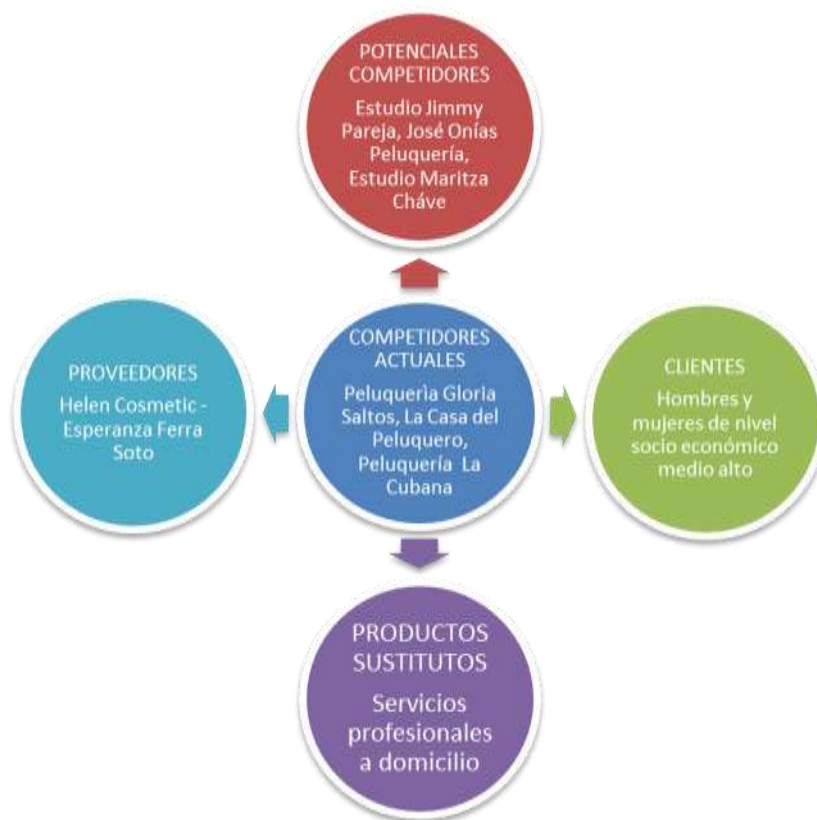 POTENCIALES
COMPETIDORES
Estudio Jimmy
Pareja, José Onías
Peluquería,
Estudio Maritza
Cháve
PROVEEDORES
Helen Cosmetic -
Esperanza Ferra
Soto
COMPETIDORES
ACTUALES
Peluquerìa Gloria
Saltos, La Casa del
Peluquero,
Peluquería La
Cubana
CLIENTES
Hombres y
mujeres de nivel
socio económico
medio alto
PRODUCTOS
SUSTITUTOS
Servicios
profesionales
a domicilio